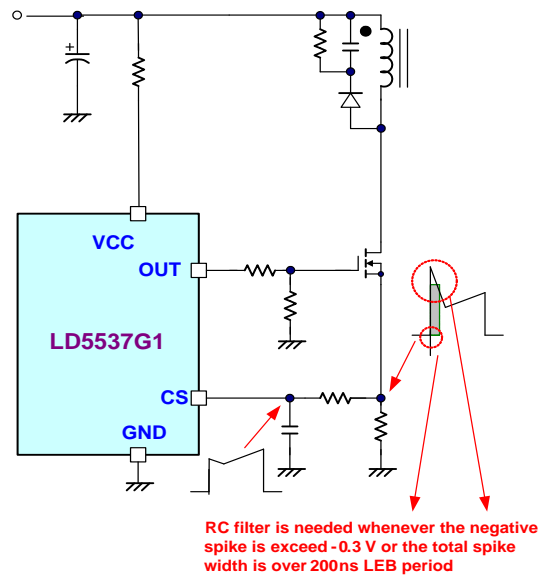 +
VCC
OUT
LD5537G1
CS
GND
RC filter is needed whenever the negative
spike is exceed -0.3 V or the total spike
width is over 200ns LEB period